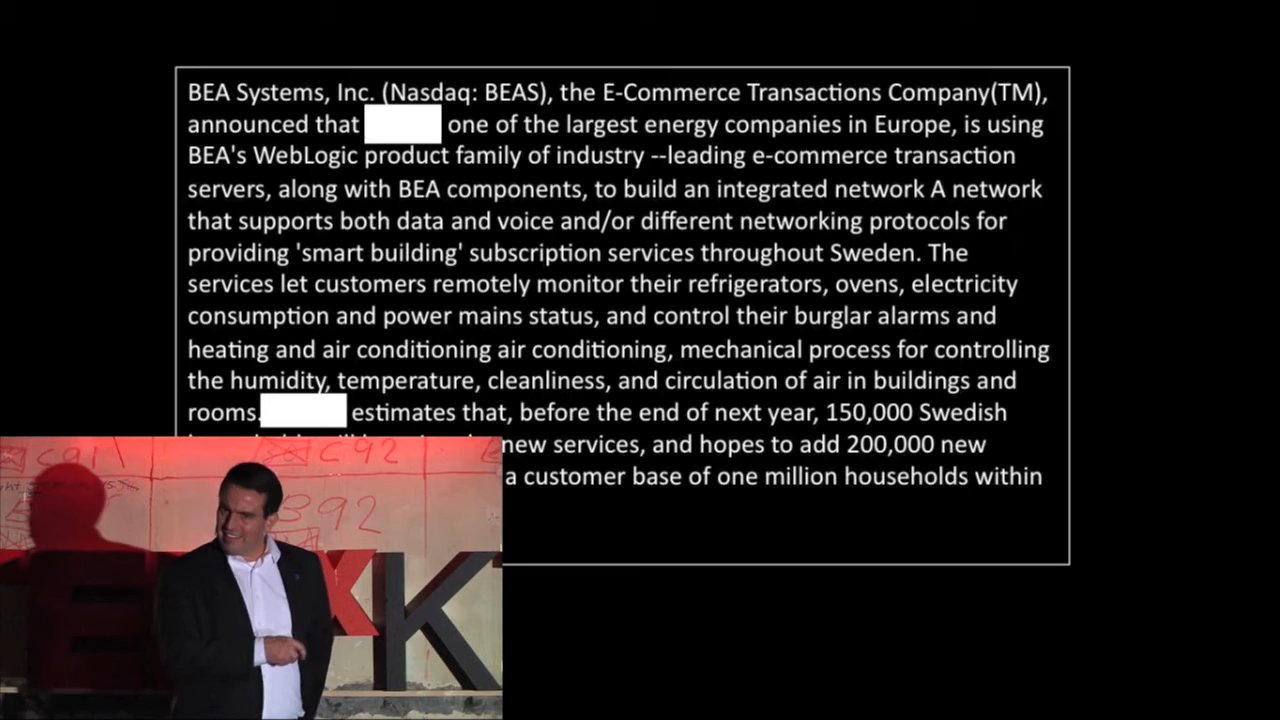 BEA Systems, Inc. (Nasdaq: BEAS), the E-Commerce Transactions Company(TM),
announced that one of the largest energy companies in Europe, is using
BEA's WebLogic product family of industry --leading e-commerce transaction
servers, along with BEA components, to build an integrated network A network
that supports both data and voice and/or different networking protocols for
providing 'smart building' subscription services throughout Sweden. The
services let customers remotely monitor their refrigerators, ovens, electricity
consumption and power mains status, and control their burglar alarms and
heating and air conditioning air conditioning, mechanical process for controlling
the humidity, temperature, cleanliness, and circulation of air in buildings and
rooms. estimates that, before the end of next year, 150,000 Swedish
new services, and hopes to add 200,000 new
a customer base of one million households within
C91
C92
B92
E xK